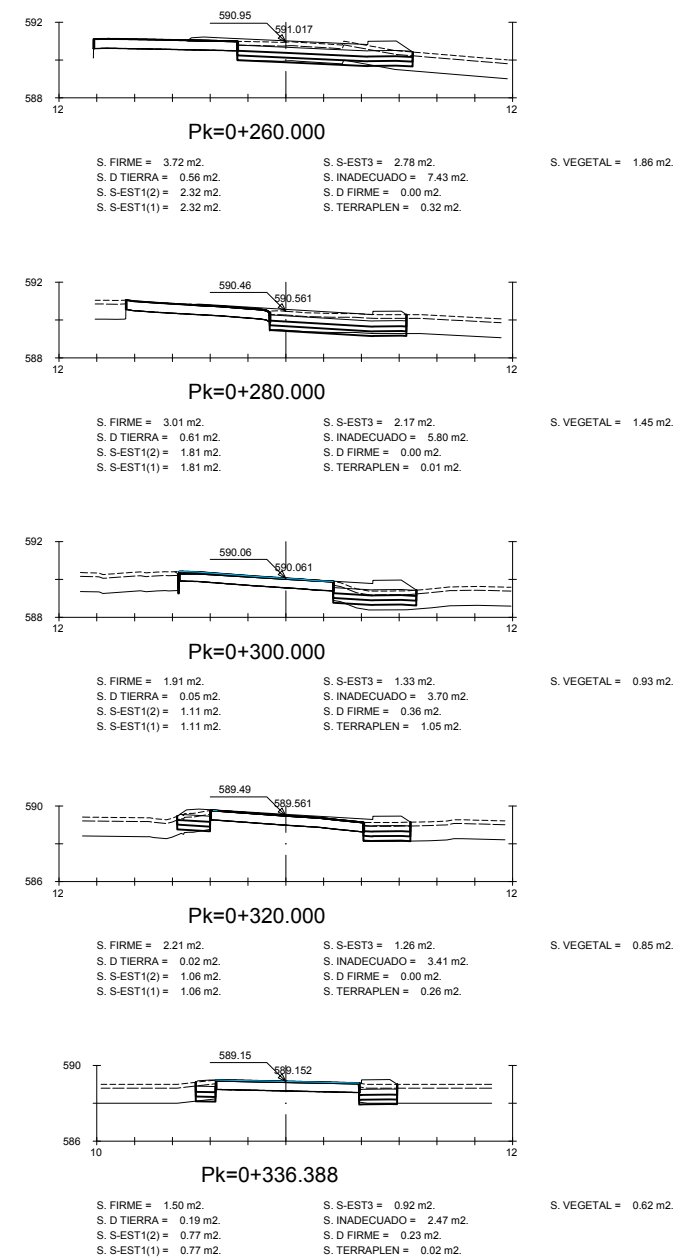 592
590.95
591.017
588
12
12
Pk=0+260.000
S. FIRME = 3.72 m2.
S. S-EST3 = 2.78 m2.
S. VEGETAL = 1.86 m2.
S. D TIERRA = 0.56 m2.
S. INADECUADO = 7.43 m2.
S. S-EST1(2) = 2.32 m2.
S. D FIRME = 0.00 m2.
S. S-EST1(1) = 2.32 m2.
S. TERRAPLEN = 0.32 m2.
592
590.46
590.561
588
12
12
Pk=0+280.000
S. FIRME = 3.01 m2.
S. S-EST3 = 2.17 m2.
S. VEGETAL = 1.45 m2.
S. D TIERRA = 0.61 m2.
S. INADECUADO = 5.80 m2.
S. S-EST1(2) = 1.81 m2.
S. D FIRME = 0.00 m2.
S. S-EST1(1) = 1.81 m2.
S. TERRAPLEN = 0.01 m2.
592
590.06
590.061
588
12
12
Pk=0+300.000
S. FIRME = 1.91 m2.
S. S-EST3 = 1.33 m2.
S. VEGETAL = 0.93 m2.
S. D TIERRA = 0.05 m2.
S. INADECUADO = 3.70 m2.
S. S-EST1(2) = 1.11 m2.
S. D FIRME = 0.36 m2.
S. S-EST1(1) = 1.11 m2.
S. TERRAPLEN = 1.05 m2.
590
589.49
589.561
586
12
12
Pk=0+320.000
S. FIRME = 2.21 m2.
S. S-EST3 = 1.26 m2.
S. VEGETAL = 0.85 m2.
S. D TIERRA = 0.02 m2.
S. INADECUADO = 3.41 m2.
S. S-EST1(2) = 1.06 m2.
S. D FIRME = 0.00 m2.
S. S-EST1(1) = 1.06 m2.
S. TERRAPLEN = 0.26 m2.
590
589.15
589.152
586
10
12
Pk=0+336.388
S. FIRME = 1.50 m2.
S. S-EST3 = 0.92 m2.
S. VEGETAL = 0.62 m2.
S. D TIERRA = 0.19 m2.
S. INADECUADO = 2.47 m2.
S. S-EST1(2) = 0.77 m2.
S. D FIRME = 0.23 m2.
S. S-EST1(1) = 0.77 m2.
S. TERRAPLEN = 0.02 m2.